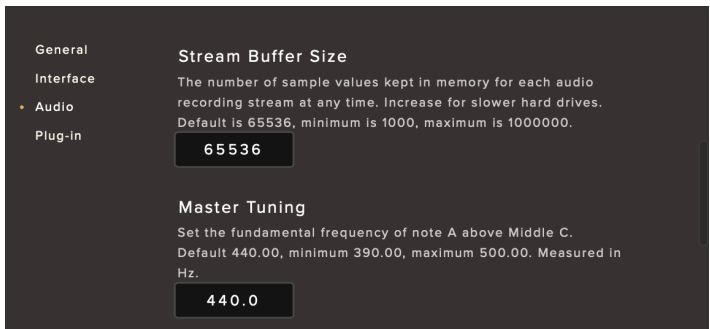 General
Interface
Audio
Plug-in
Stream Buffer Size
The number of sample values kept in memory for each audio
recording stream at any time. Increase for slower hard drives.
Default is 65536, minimum is 1000, maximum is 1000000.
65536
Master Tuning
Set the fundamental frequency of note A above Middle C.
Default 440.00, minimum 390.00, maximum 500.00. Measured in
Hz.
440.0